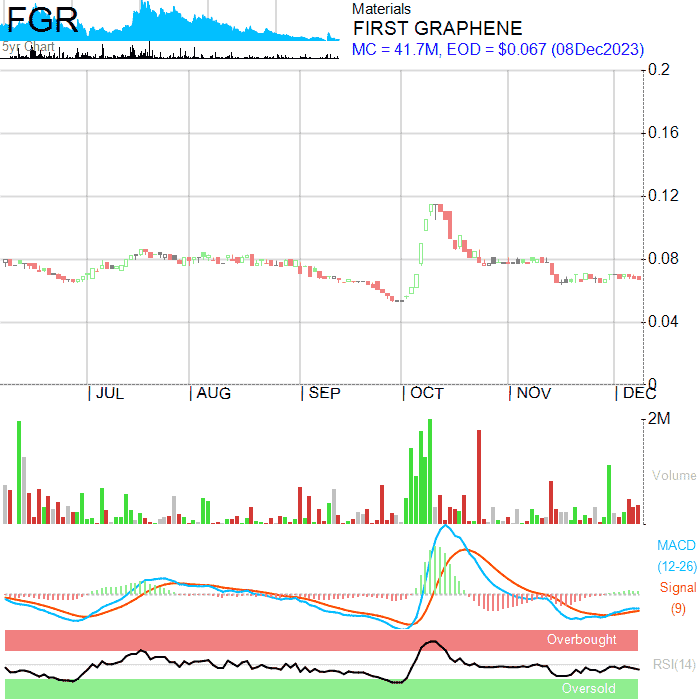 FGR
5yr Chart
Materials
FIRST GRAPHENE
MC = 41.7M, EOD = $0.067 (08Dec2023)
0.2
0.16
0.12
0.08
0.04
0
| JUL | AUG | SEP | OCT | NOV | DEC
2M
Volume
MACD
(12-26)
Signal
(9)
Overbought
RSI(14)
Oversold